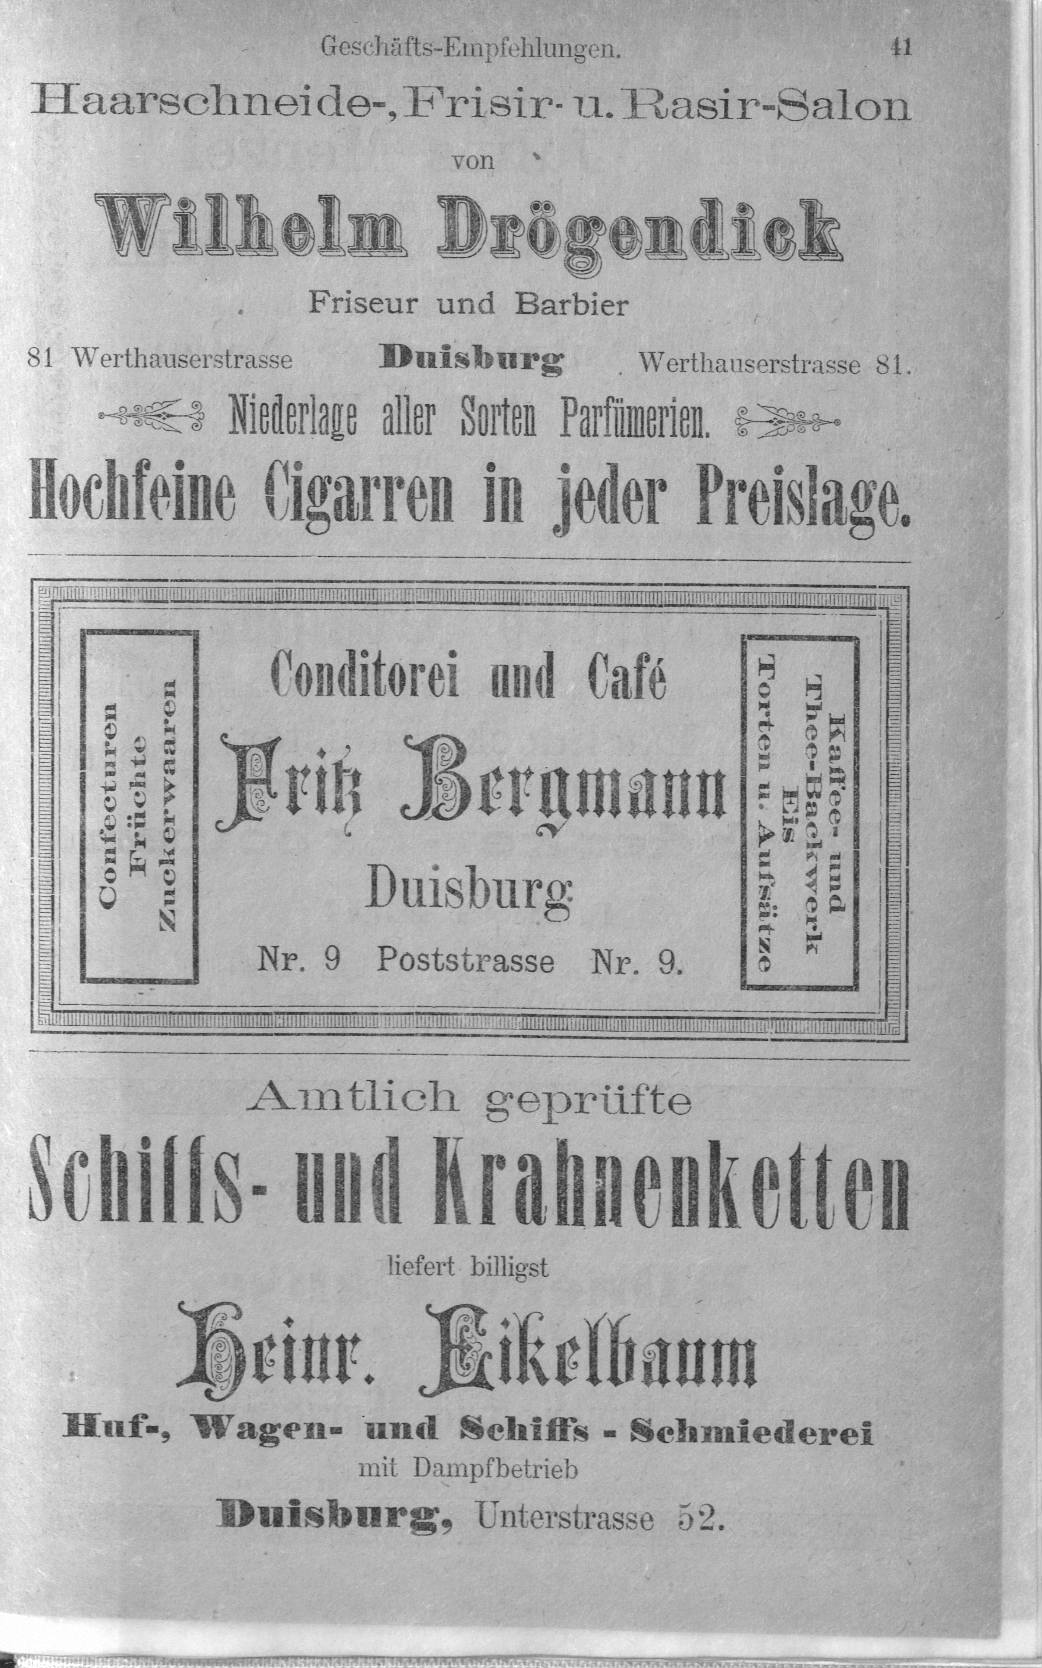 Geschäfts-Empfehlungen. 41
Haarschneide-, Frisir- u. Rasir-Salon
von
Wilhelm Drögendick
Friseur und Barbier
81 Werthauserstrasse Duisburg Werthauserstrasse 81.
Niederlage aller Sorten Parfümerien.
Hochfeine Cigarren in jeder Preislage.
Confecturen
Früchte
Zuckerwaaren
Conditorei und Café
Fritz Bergmann
Duisburg
Nr. 9 Poststrasse Nr. 9.
Kaffee- und
Thee-Backwerk
Eis
Torten u. Aufsätze
Amtlich geprüfte
Schiffs- und Krahnenketten
liefert billigst
Heinr. Eikelbaum
Huf-, Wagen- und Schiffs-Schmiederei
mit Dampfbetrieb
Duisburg, Unterstrasse 52.